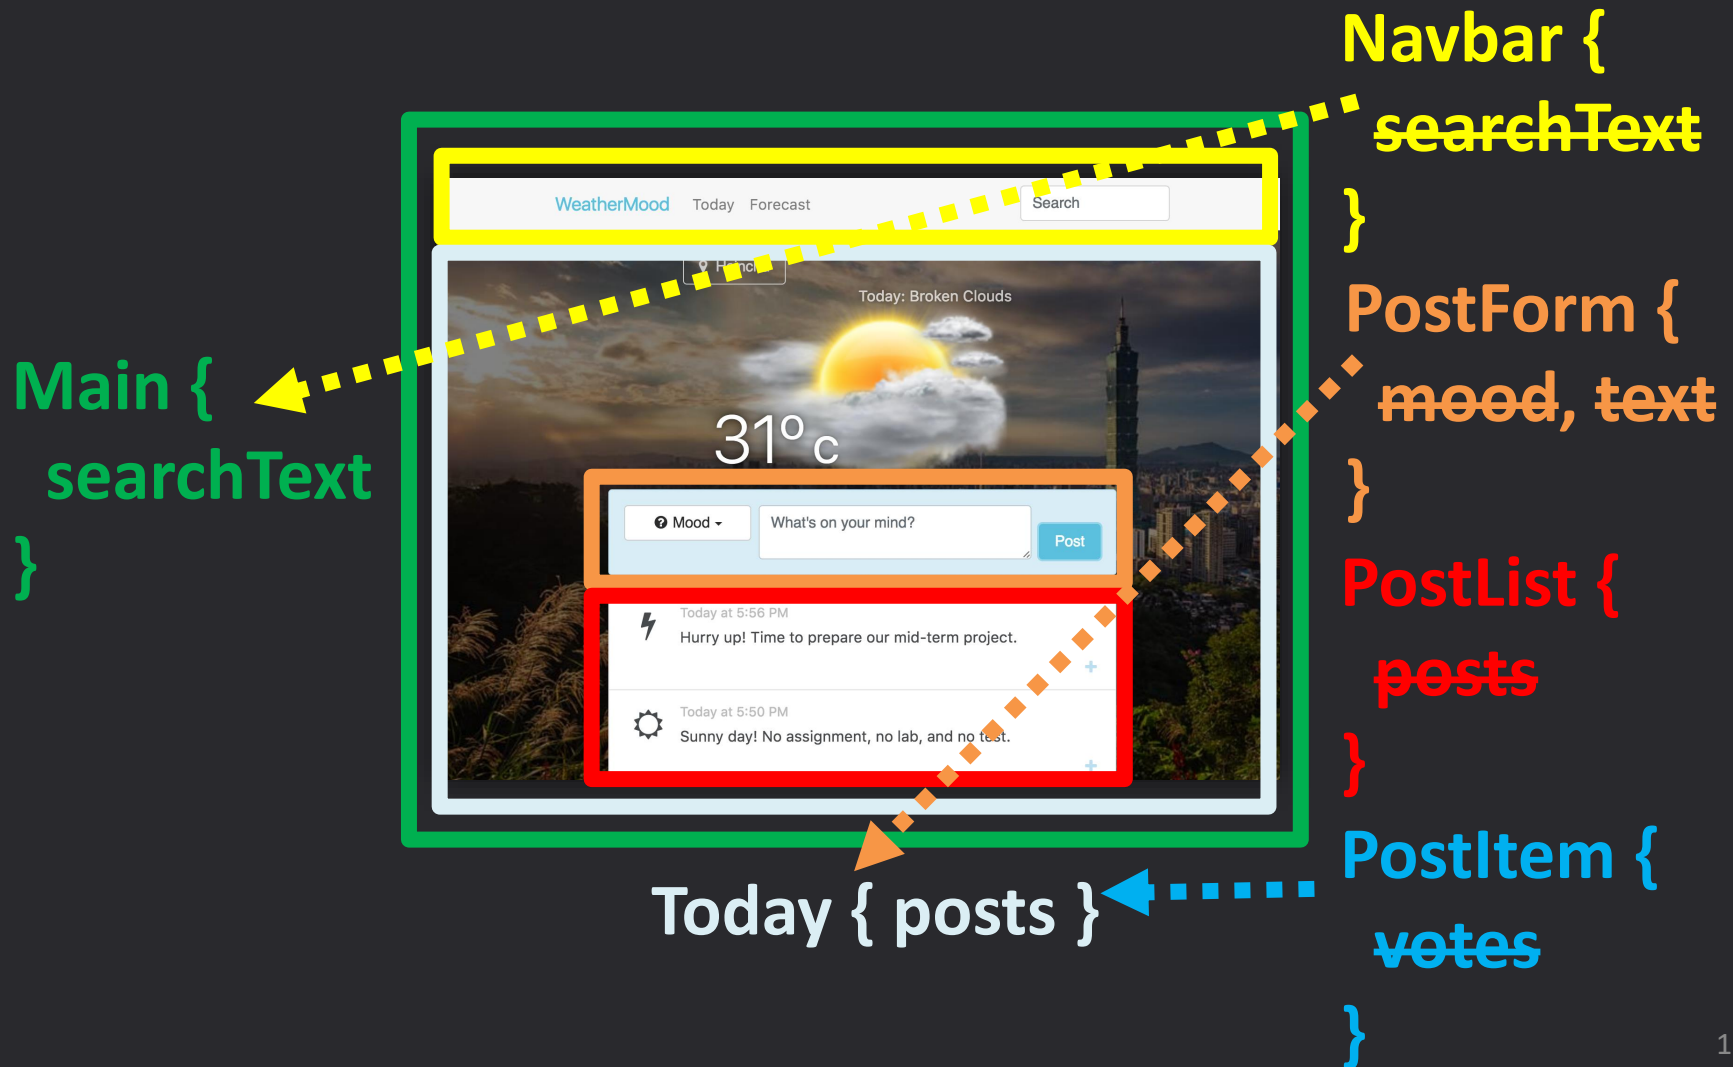 Navbar {
searchText
}
PostForm {
mood, text
}
PostList {
posts
}
PostItem {
votes
}
Main {
searchText
}
WeatherMood Today Forecast Search
Today: Broken Clouds
31° c
Mood What's on your mind? Post
Today at 5:56 PM
Hurry up! Time to prepare our mid-term project.
+
Today at 5:50 PM
Sunny day! No assignment, no lab, and no test.
+
Today { posts }
1